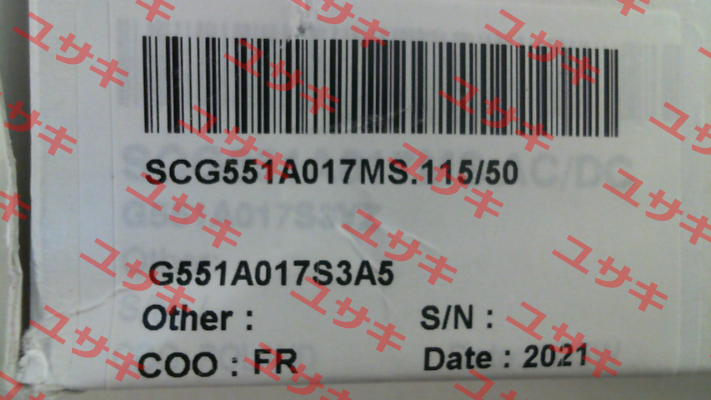 SCG551A017MS.115/50
G551A017S3A5
Other :
S/N :
COO : FR
Date : 2021
ユサキ